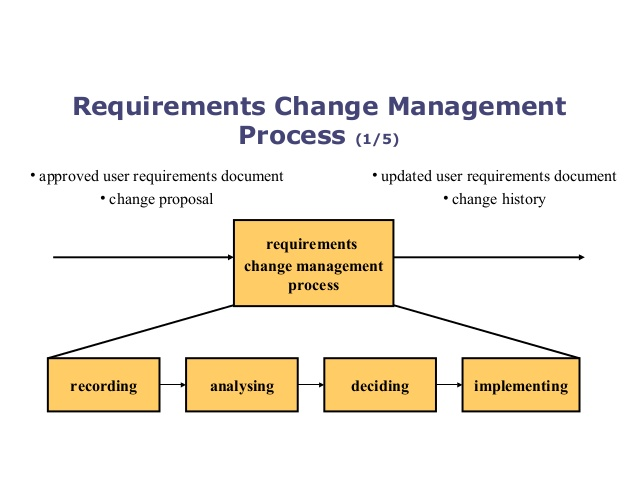 Requirements Change Management
Process (1/5)
• approved user requirements document
• change proposal
• updated user requirements document
• change history
requirements
change management
process
recording
analysing
deciding
implementing